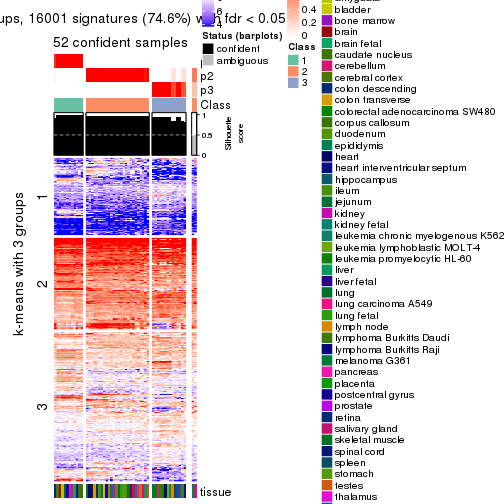 ups, 16001 signatures (74.6%) with fdr < 0.05
52 confident samples
p2
p3
Class
1
0.5
0
Silhouette
score
k-means with 3 groups
1
2
3
tissue
6
4
Status (barplots)
confident
ambiguous
0.4
0.2
0
Class
1
2
3
bladder
bone marrow
brain
brain fetal
caudate nucleus
cerebellum
cerebral cortex
colon descending
colon transverse
colorectal adenocarcinoma SW480
corpus callosum
duodenum
epididymis
heart
heart interventricular septum
hippocampus
ileum
jejunum
kidney
kidney fetal
leukemia chronic myelogenous K562
leukemia lymphoblastic MOLT-4
leukemia promyelocytic HL-60
liver
liver fetal
lung
lung carcinoma A549
lung fetal
lymph node
lymphoma Burkitts Daudi
lymphoma Burkitts Raji
melanoma G361
pancreas
placenta
postcentral gyrus
prostate
retina
salivary gland
skeletal muscle
spinal cord
spleen
stomach
testes
thalamus